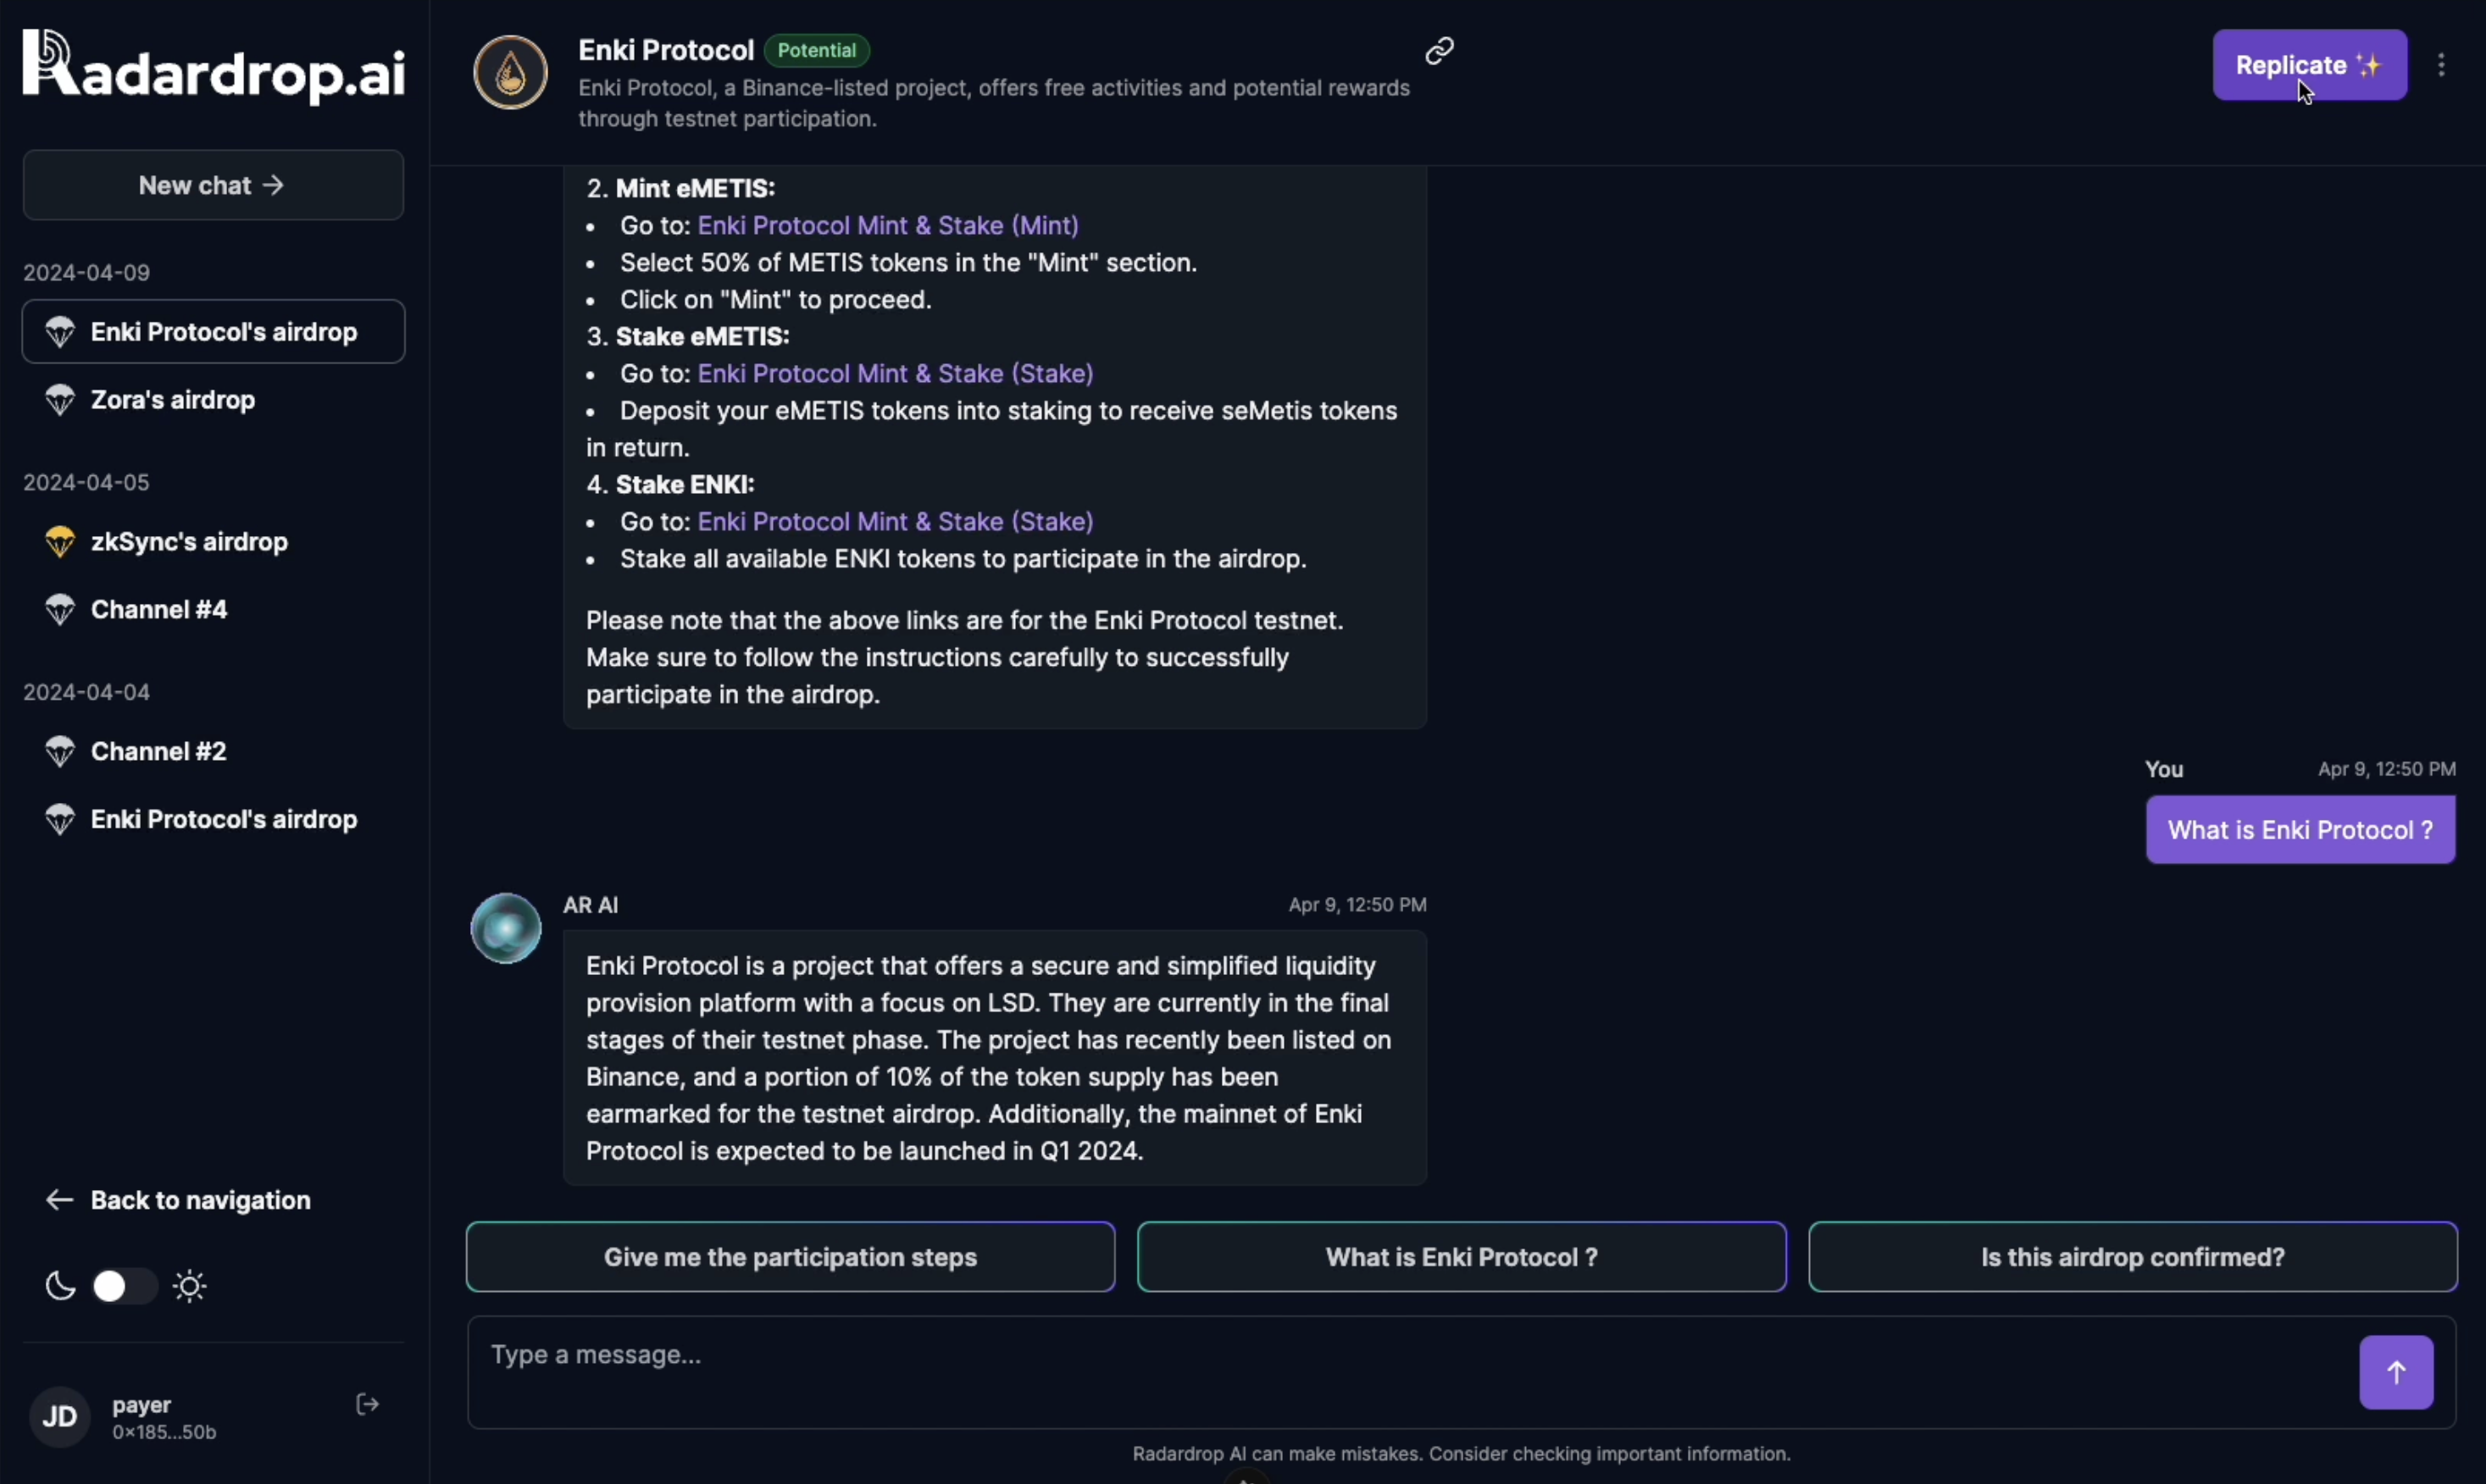 Radardrop.ai
New chat →
2024-04-09
Enki Protocol's airdrop
Zora's airdrop
2024-04-05
zkSync's airdrop
Channel #4
2024-04-04
Channel #2
Enki Protocol's airdrop
← Back to navigation
JD
payer
0×185...50b
Enki Protocol Potential
Enki Protocol, a Binance-listed project, offers free activities and potential rewards
through testnet participation.
Replicate ✨
2. Mint eMETIS:
• Go to: Enki Protocol Mint & Stake (Mint)
• Select 50% of METIS tokens in the "Mint" section.
• Click on "Mint" to proceed.
3. Stake eMETIS:
• Go to: Enki Protocol Mint & Stake (Stake)
• Deposit your eMETIS tokens into staking to receive seMetis tokens
in return.
4. Stake ENKI:
• Go to: Enki Protocol Mint & Stake (Stake)
• Stake all available ENKI tokens to participate in the airdrop.
Please note that the above links are for the Enki Protocol testnet.
Make sure to follow the instructions carefully to successfully
participate in the airdrop.
You Apr 9, 12:50 PM
What is Enki Protocol ?
AR AI Apr 9, 12:50 PM
Enki Protocol is a project that offers a secure and simplified liquidity
provision platform with a focus on LSD. They are currently in the final
stages of their testnet phase. The project has recently been listed on
Binance, and a portion of 10% of the token supply has been
earmarked for the testnet airdrop. Additionally, the mainnet of Enki
Protocol is expected to be launched in Q1 2024.
Give me the participation steps
What is Enki Protocol ?
Is this airdrop confirmed?
Type a message...
Radardrop AI can make mistakes. Consider checking important information.